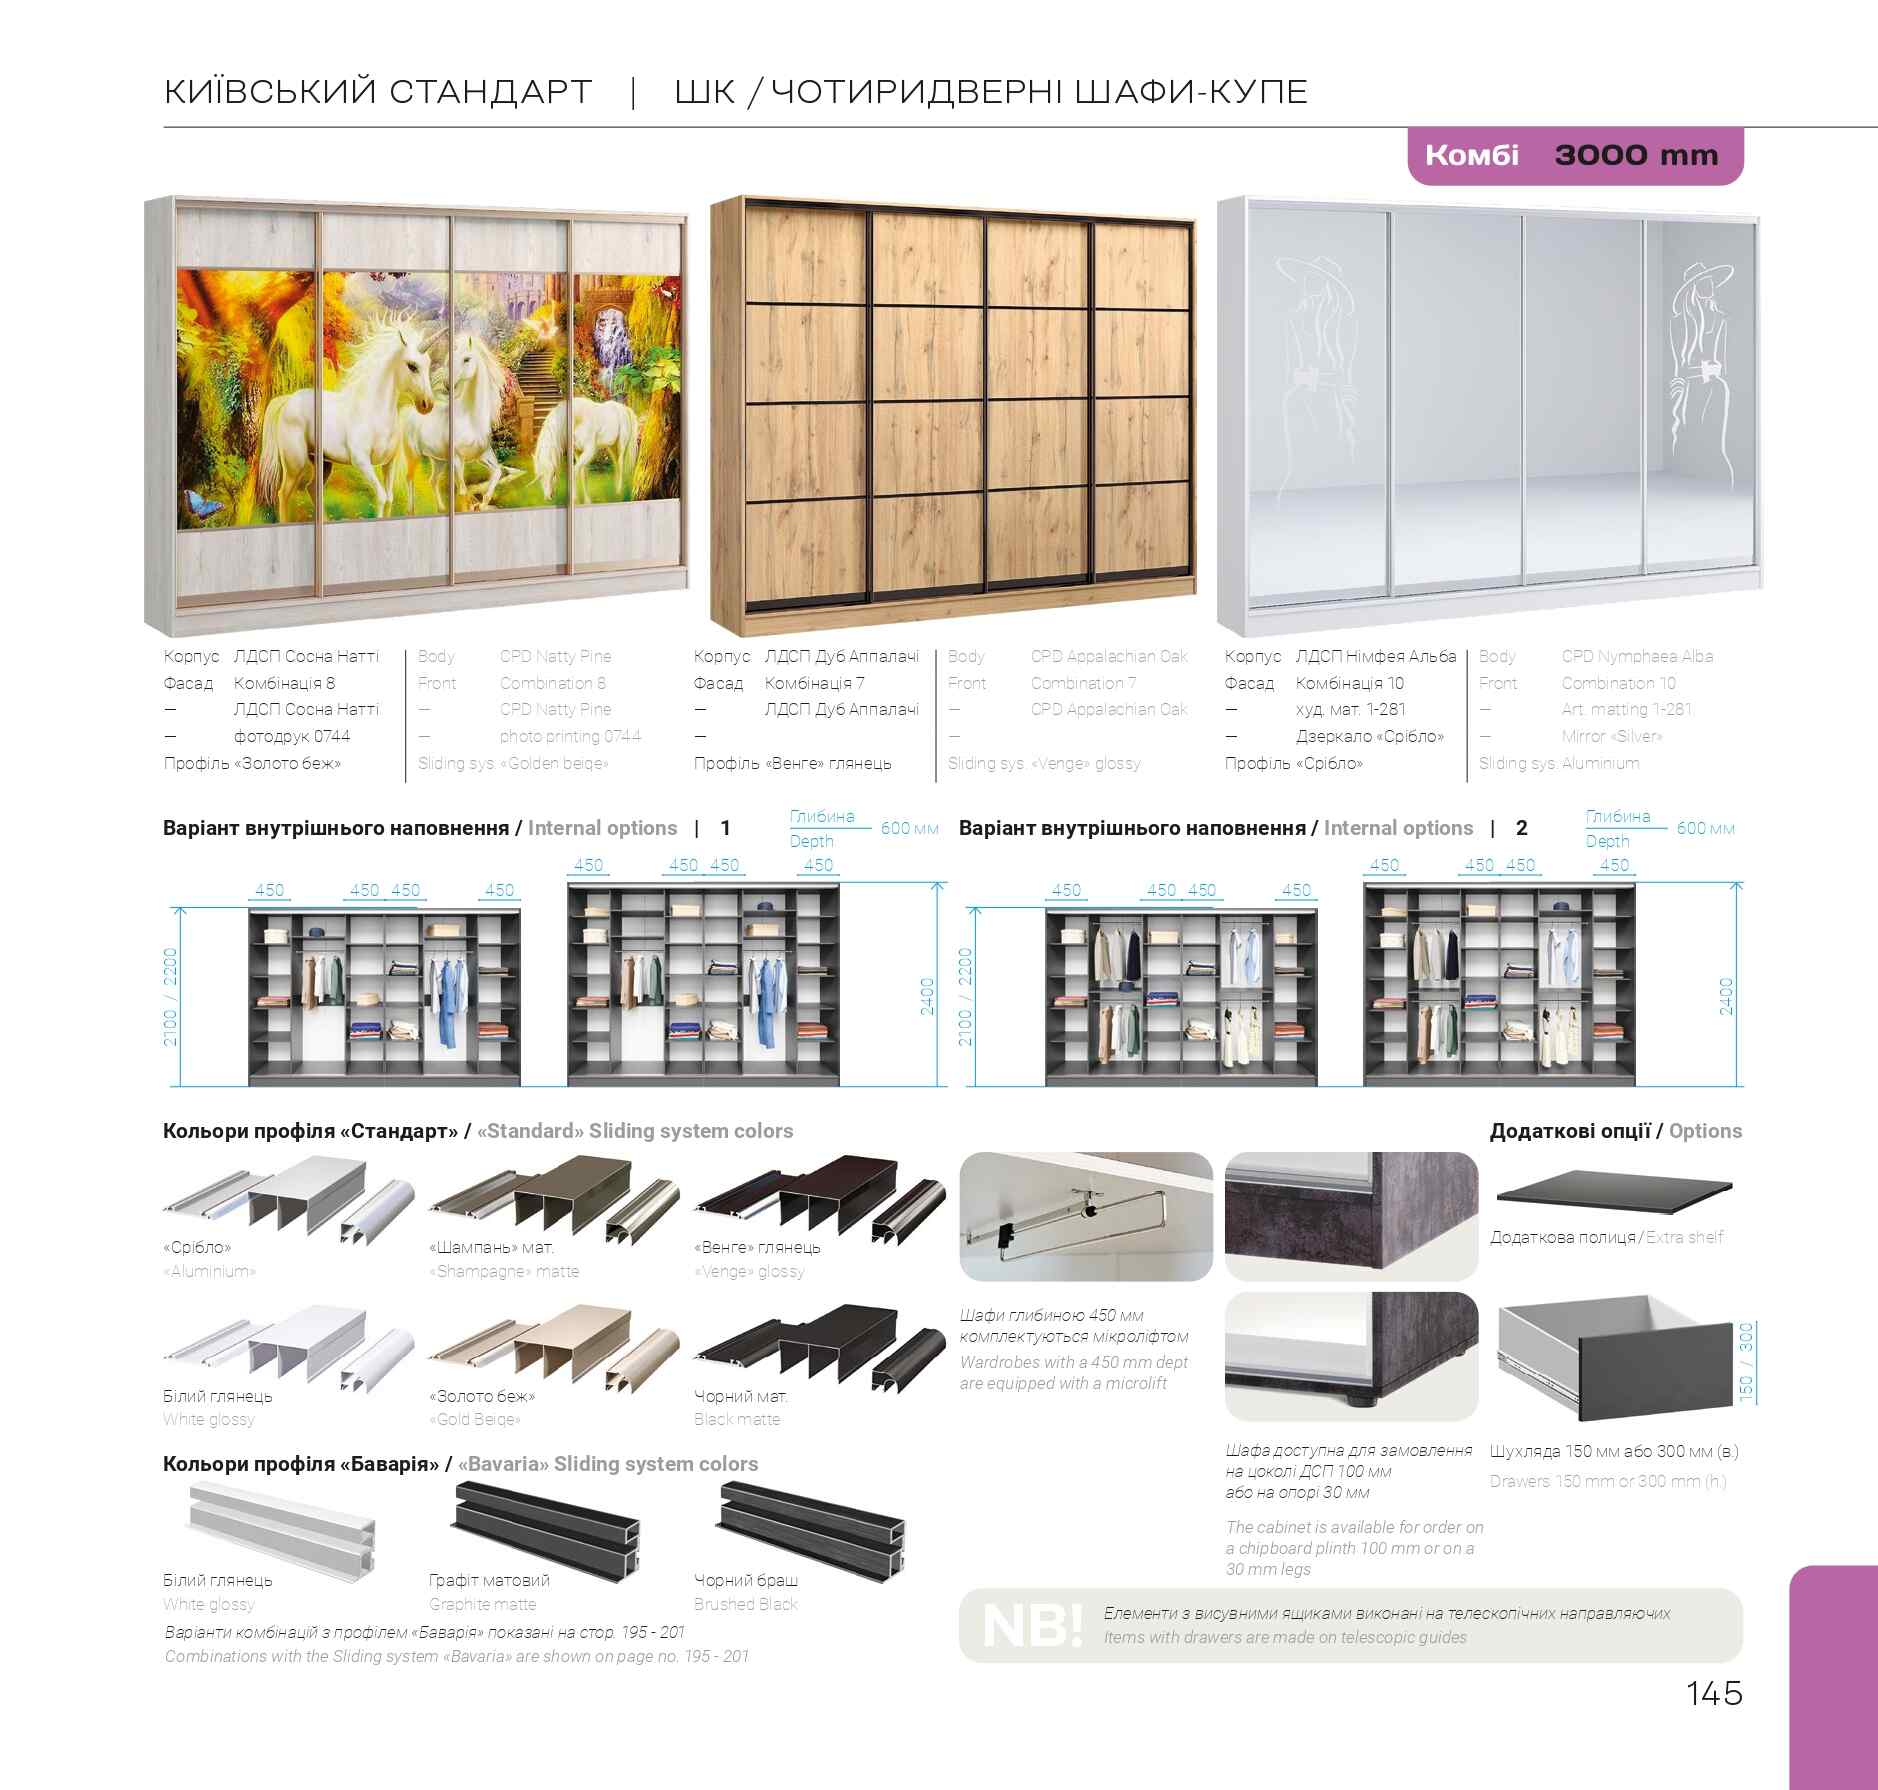 КИЇВСЬКИЙ СТАНДАРТ | ШК / ЧОТИРИДВЕРНІ ШАФИ-КУПЕ
Комбі 3000 mm
Корпус ЛДСП Сосна Натті
Фасад Комбінація 8
— ЛДСП Сосна Натті
— фотодрук 0744
Профіль «Золото беж»
Body CPD Natty Pine
Front Combination 8
— CPD Natty Pine
— photo printing 0744
Sliding sys. «Golden beige»
Корпус ЛДСП Дуб Аппалачі
Фасад Комбінація 7
— ЛДСП Дуб Аппалачі
—
Профіль «Венге» глянець
Body CPD Appalachian Oak
Front Combination 7
— CPD Appalachian Oak
—
Sliding sys. «Venge» glossy
Корпус ЛДСП Німфея Альба
Фасад Комбінація 10
— худ. мат. 1-281
— Дзеркало «Срібло»
Профіль «Срібло»
Body CPD Nymphaea Alba
Front Combination 10
— Art. matting 1-281
— Mirror «Silver»
Sliding sys. Aluminium
Варіант внутрішнього наповнення / Internal options | 1
Глибина
Depth
600 мм
450 450 450 450
450 450 450 450
2100 / 2200
2400
Варіант внутрішнього наповнення / Internal options | 2
Глибина
Depth
600 мм
450 450 450 450
450 450 450 450
2100 / 2200
2400
Кольори профіля «Стандарт» / «Standard» Sliding system colors
«Срібло»
«Aluminium»
«Шампань» мат.
«Shampagne» matte
«Венге» глянець
«Venge» glossy
Білий глянець
White glossy
«Золото беж»
«Gold Beige»
Чорний мат.
Black matte
Кольори профіля «Баварія» / «Bavaria» Sliding system colors
Білий глянець
White glossy
Графіт матовий
Graphite matte
Чорний браш
Brushed Black
Варіанти комбінацій з профілем «Баварія» показані на стор. 195 - 201
Combinations with the Sliding system «Bavaria» are shown on page no. 195 - 201
Шафи глибиною 450 мм
комплектуються мікроліфтом
Wardrobes with a 450 mm dept
are equipped with a microlift
Шафа доступна для замовлення
на цоколі ДСП 100 мм
або на опорі 30 мм
The cabinet is available for order on
a chipboard plinth 100 mm or on a
30 mm legs
Додаткові опції / Options
Додаткова полиця / Extra shelf
150 / 300
Шухляда 150 мм або 300 мм (в.)
Drawers 150 mm or 300 mm (h.)
NB!
Елементи з висувними ящиками виконані на телескопічних направляючих
Items with drawers are made on telescopic guides
145